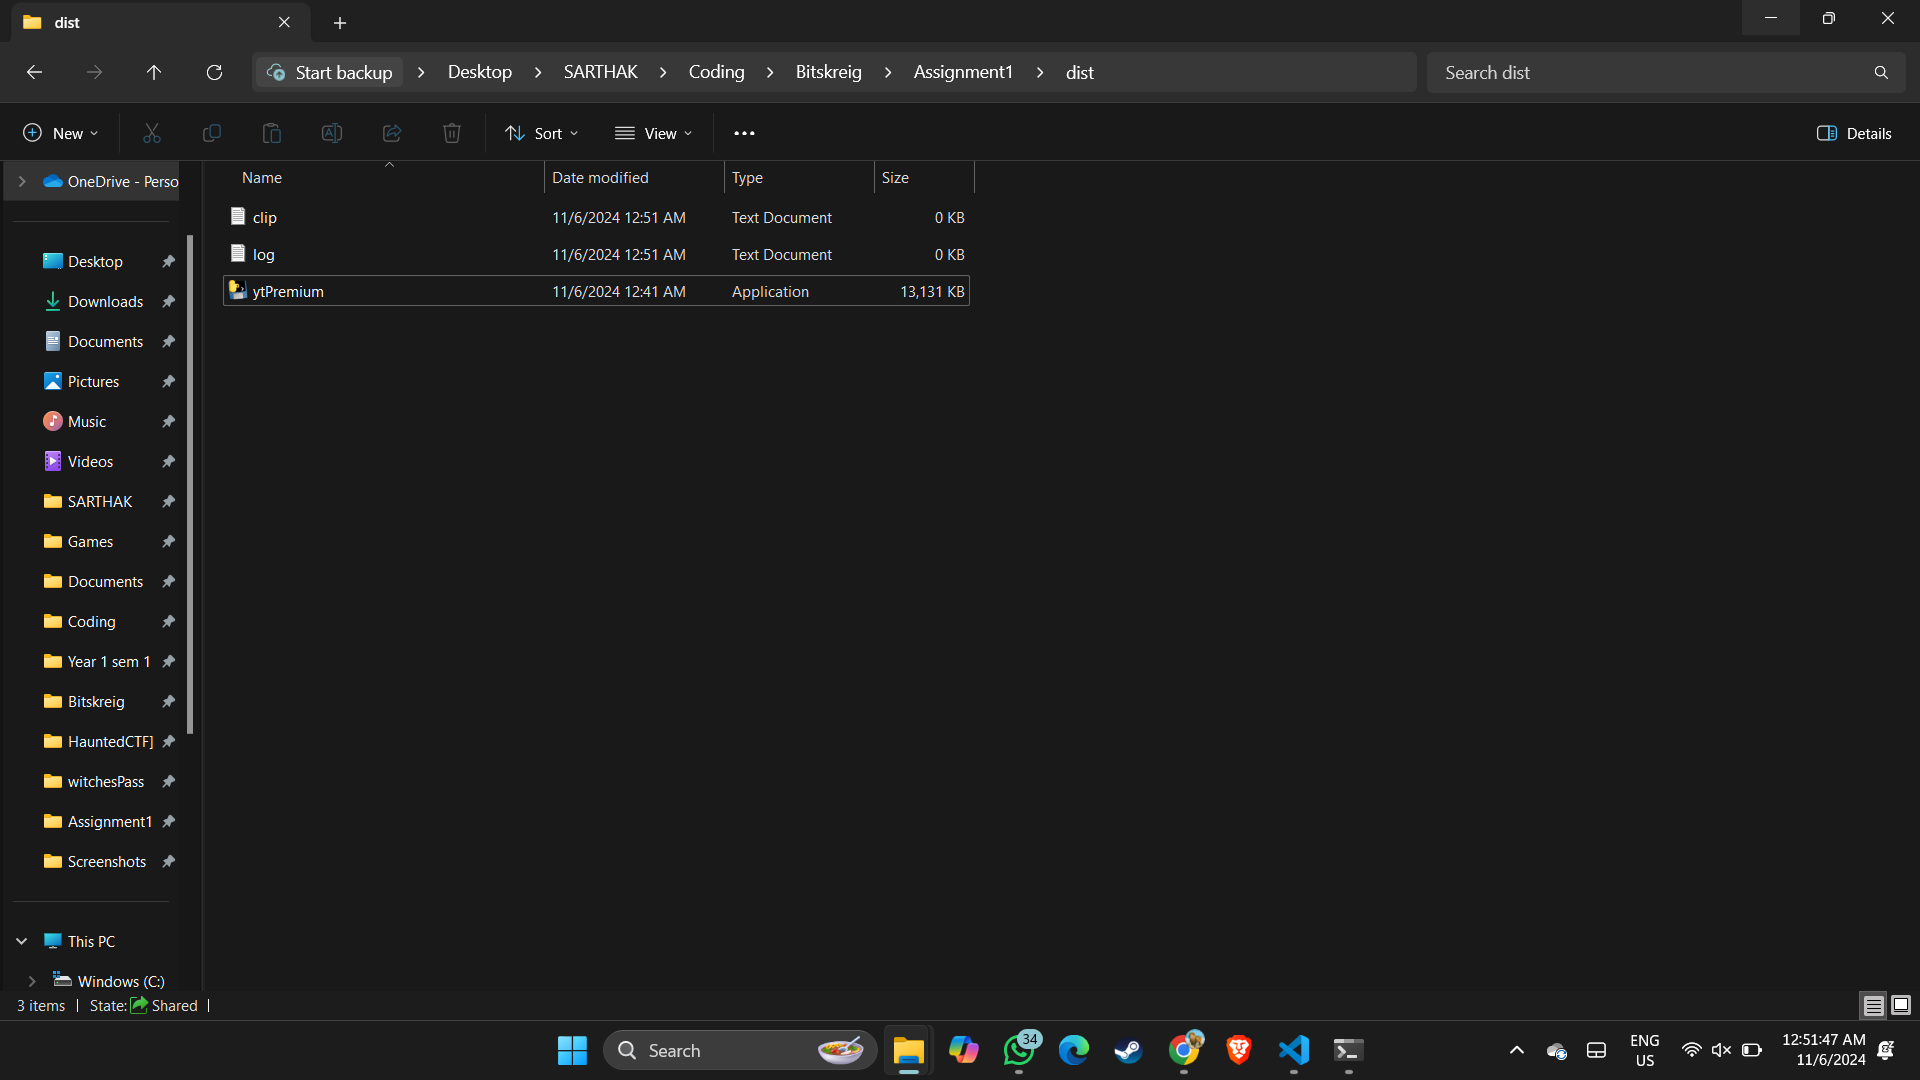 dist
Start backup
Desktop
SARTHAK
Coding
Bitskreig
Assignment1
dist
Search dist
New
Sort
View
Details
Name
Date modified
Type
Size
clip 11/6/2024 12:51 AM Text Document 0 KB
log 11/6/2024 12:51 AM Text Document 0 KB
ytPremium 11/6/2024 12:41 AM Application 13,131 KB
OneDrive - Perso
Desktop
Downloads
Documents
Pictures
Music
Videos
SARTHAK
Games
Documents
Coding
Year 1 sem 1
Bitskreig
HauntedCTF]
witchesPass
Assignment1
Screenshots
This PC
Windows (C:)
3 items
State: Shared
Search
34
ENG
US
12:51:47 AM
11/6/2024